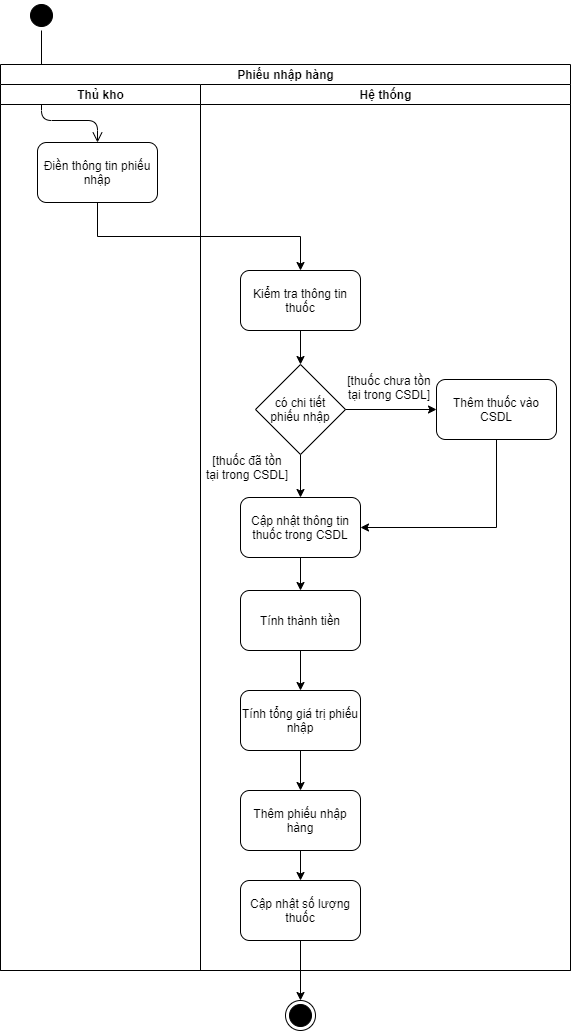 Phiếu nhập hàng
Thủ kho
Hệ thống
Điền thông tin phiếu
nhập
Kiểm tra thông tin
thuốc
có chi tiết
phiếu nhập
[thuốc chưa tồn
tại trong CSDL]
Thêm thuốc vào
CSDL
[thuốc đã tồn
tại trong CSDL]
Cập nhật thông tin
thuốc trong CSDL
Tính thành tiền
Tính tổng giá trị phiếu
nhập
Thêm phiếu nhập
hàng
Cập nhật số lượng
thuốc